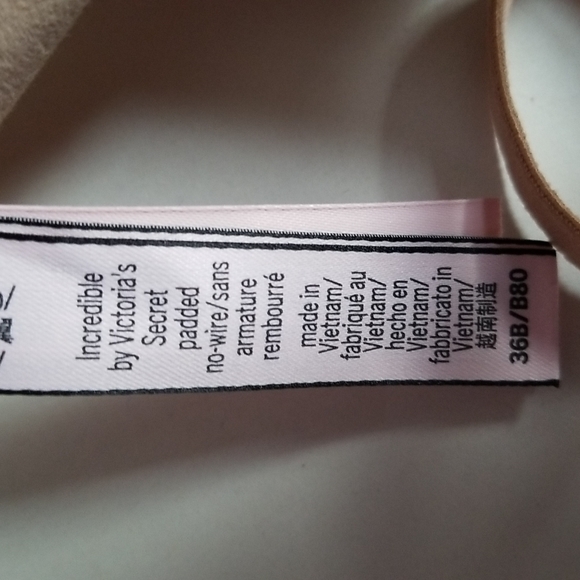 Incredible
by Victoria's
Secret
padded
no-wire/sans
armature
rembourré
made in
Vietnam/
fabriqué au
Vietnam/
hecho en
Vietnam/
fabbricato in
Vietnam/
越南制造
36B/B80